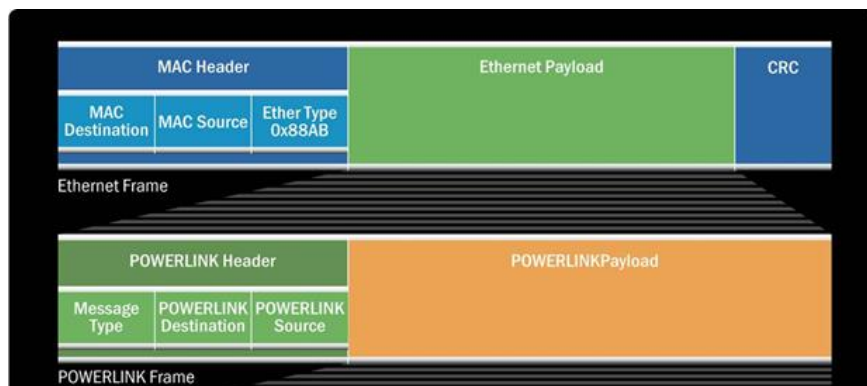 MAC Header
Ethernet Payload
CRC
MAC
Destination
MAC Source
Ether Type
0x88AB
Ethernet Frame
POWERLINK Header
POWERLINKPayload
Message
Type
POWERLINK
Destination
POWERLINK
Source
POWERLINK Frame